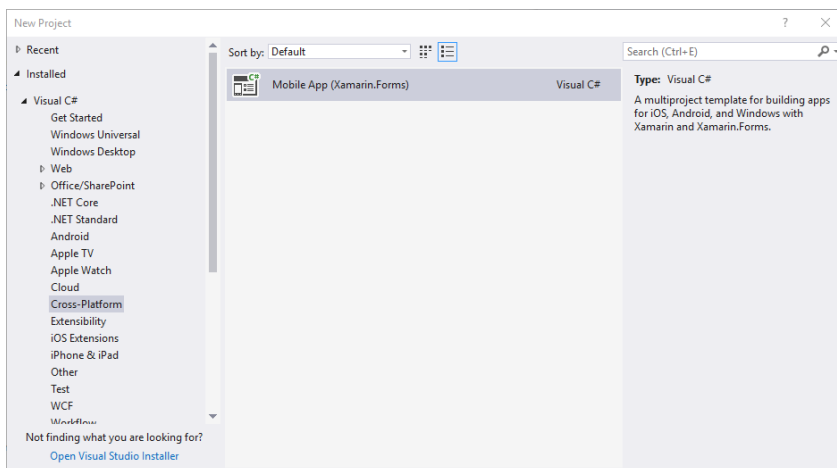 New Project
Recent
Installed
Visual C#
Get Started
Windows Universal
Windows Desktop
Web
Office/SharePoint
.NET Core
.NET Standard
Android
Apple TV
Apple Watch
Cloud
Cross-Platform
Extensibility
iOS Extensions
iPhone & iPad
Other
Test
WCF
Workflow
Not finding what you are looking for?
Open Visual Studio Installer
Sort by: Default
C#
Mobile App (Xamarin.Forms) Visual C#
Search (Ctrl+E)
Type: Visual C#
A multiproject template for building apps
for iOS, Android, and Windows with
Xamarin and Xamarin.Forms.